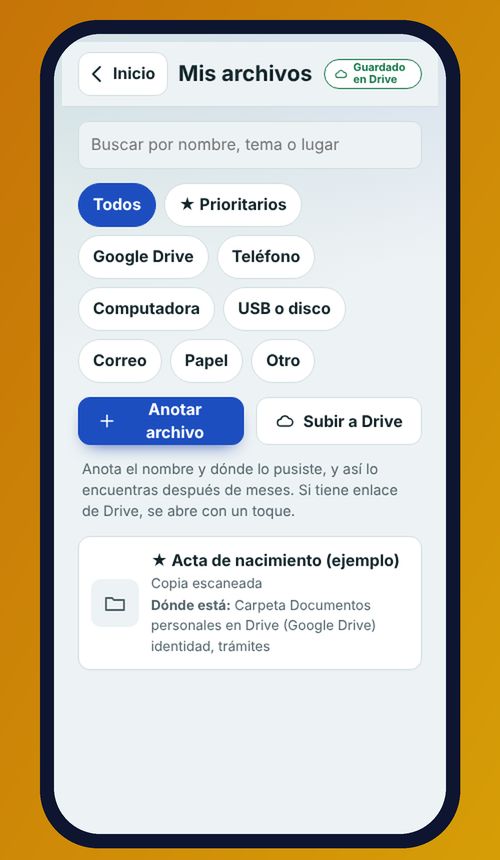 Inicio
Mis archivos
Guardado
en Drive
Buscar por nombre, tema o lugar
Todos
★ Prioritarios
Google Drive
Teléfono
Computadora
USB o disco
Correo
Papel
Otro
+ Anotar
archivo
Subir a Drive
Anota el nombre y dónde lo pusiste, y así lo
encuentras después de meses. Si tiene enlace
de Drive, se abre con un toque.
★ Acta de nacimiento (ejemplo)
Copia escaneada
Dónde está: Carpeta Documentos
personales en Drive (Google Drive)
identidad, trámites